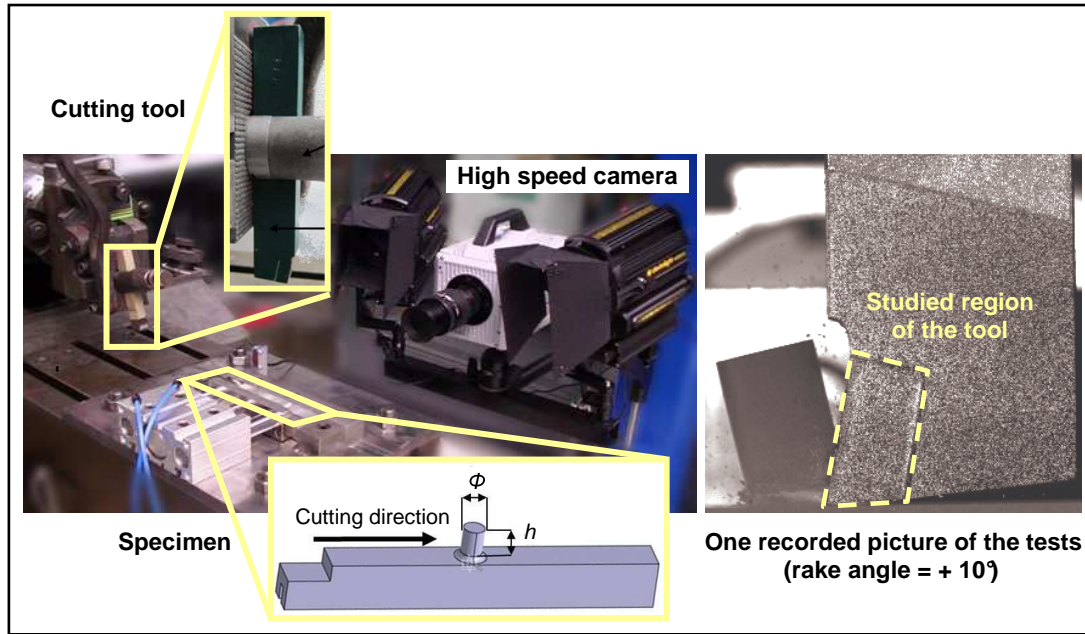 Cutting tool
High speed camera
Studied region
of the tool
Φ
Cutting direction
h
Specimen
One recorded picture of the tests
(rake angle = + 10°)